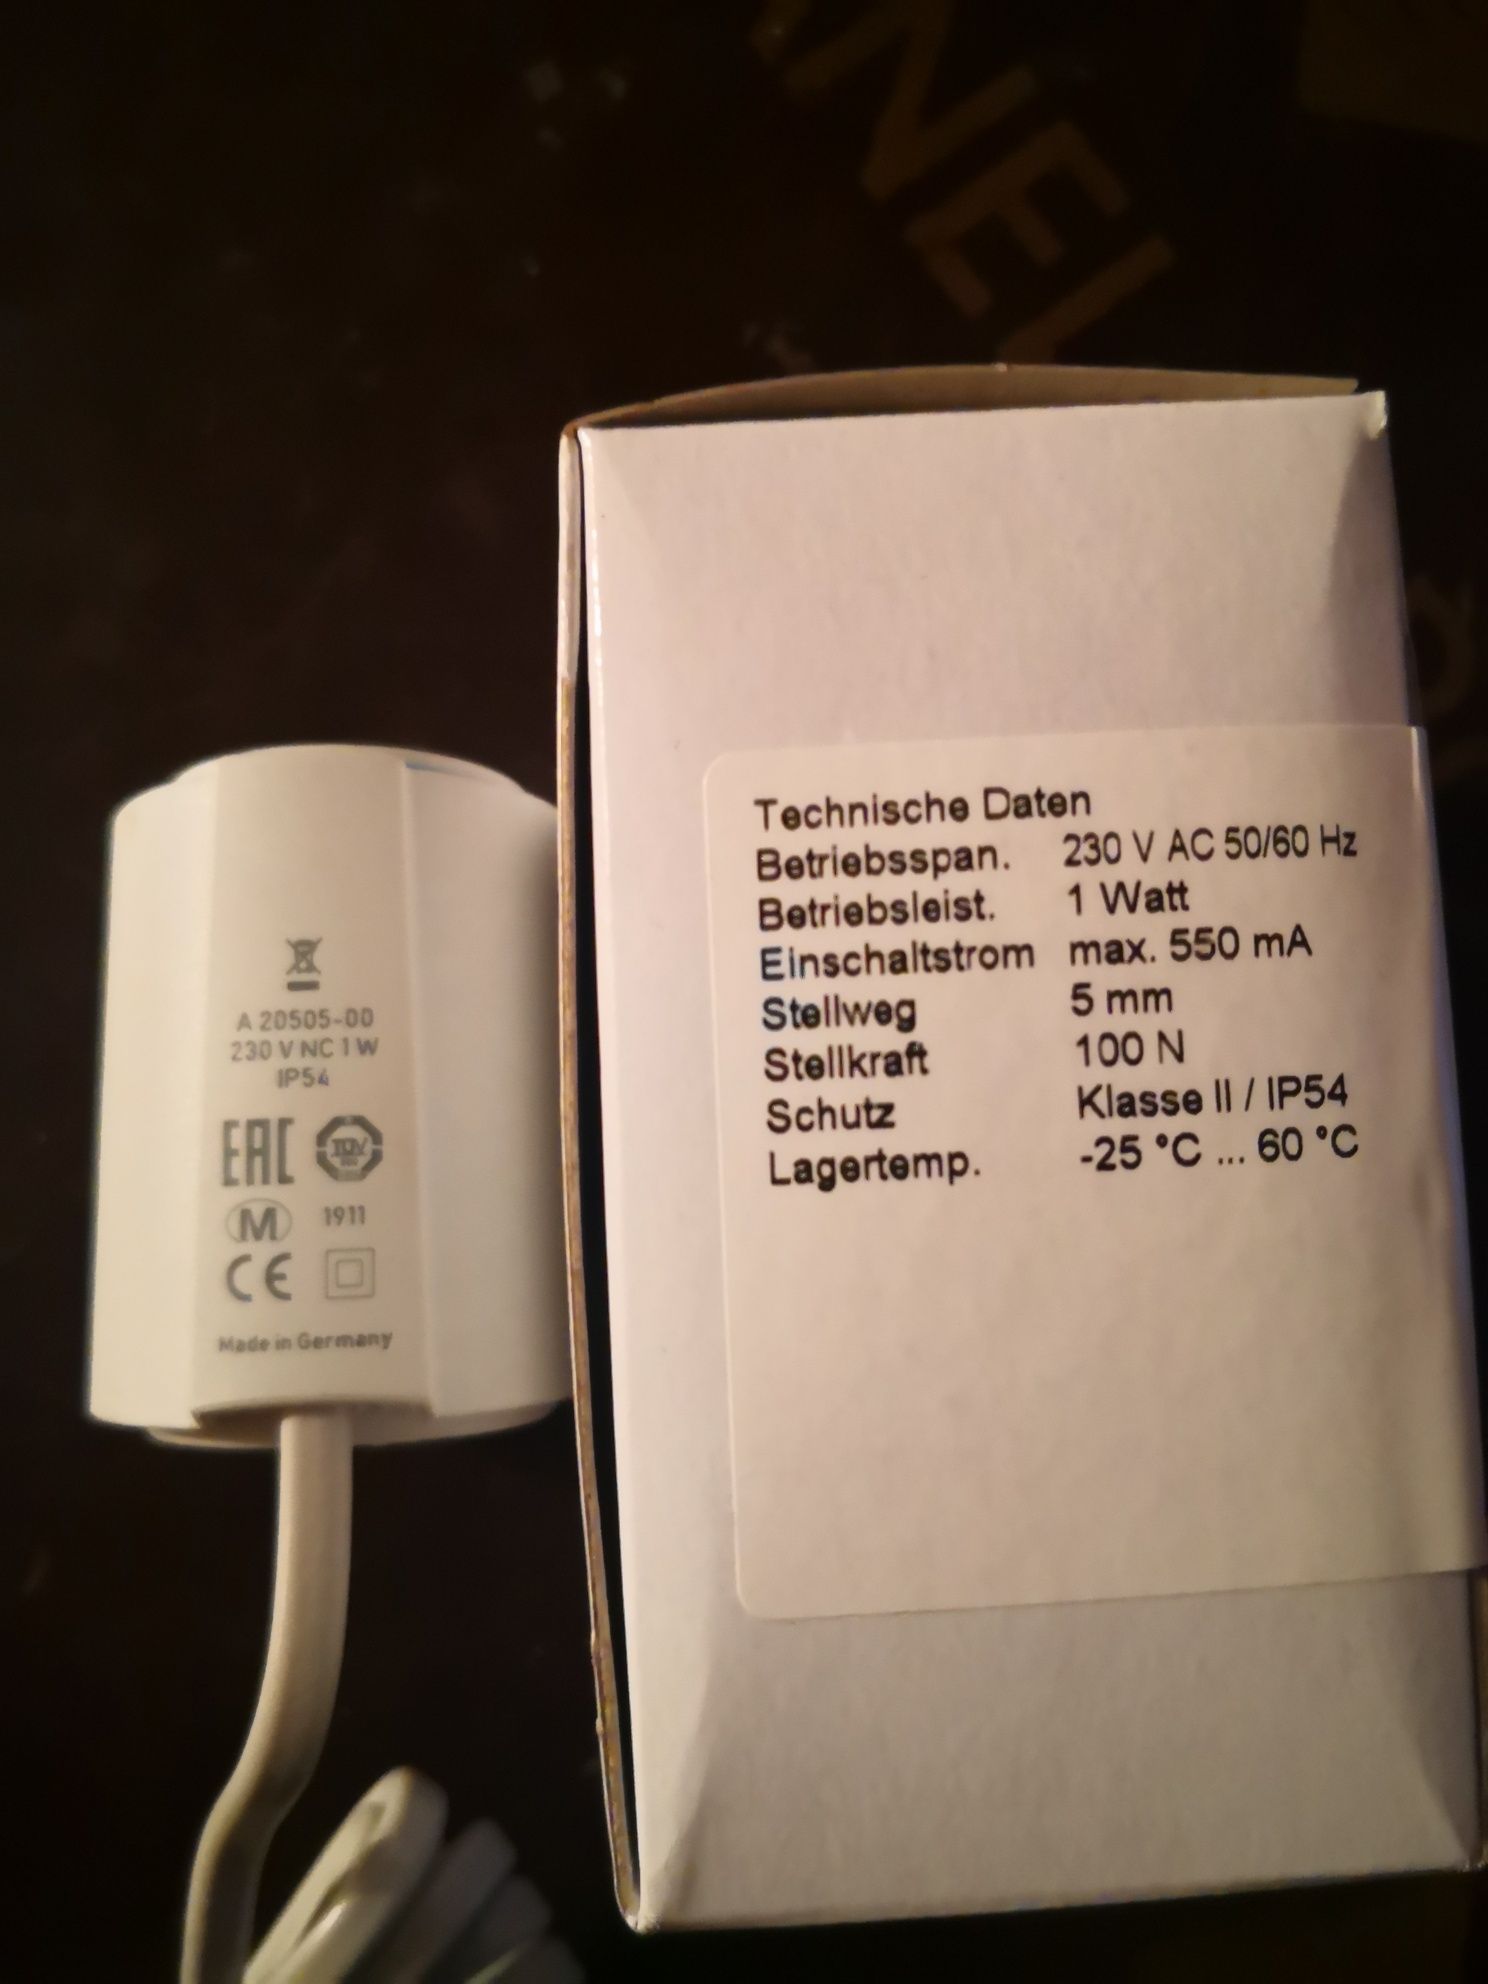 A 20505-00
230 V NC 1 W
IP54
EAC TÜV
M 1911
CE
Made in Germany
Technische Daten
Betriebsspan. 230 V AC 50/60 Hz
Betriebsleist. 1 Watt
Einschaltstrom max. 550 mA
Stellweg 5 mm
Stellkraft 100 N
Schutz Klasse II / IP54
Lagertemp. -25 °C ... 60 °C